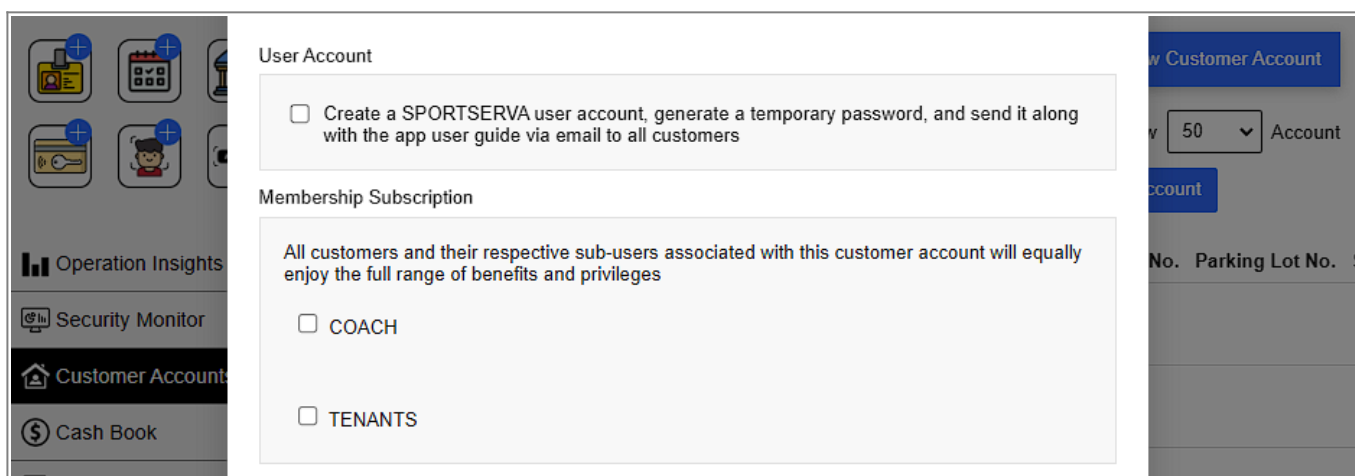 User Account
Create a SPORTSERVA user account, generate a temporary password, and send it along
with the app user guide via email to all customers
Membership Subscription
All customers and their respective sub-users associated with this customer account will equally
enjoy the full range of benefits and privileges
COACH
TENANTS
Operation Insights
Security Monitor
Customer Accounts
Cash Book
Customer Account
50
Account
No. Parking Lot No.